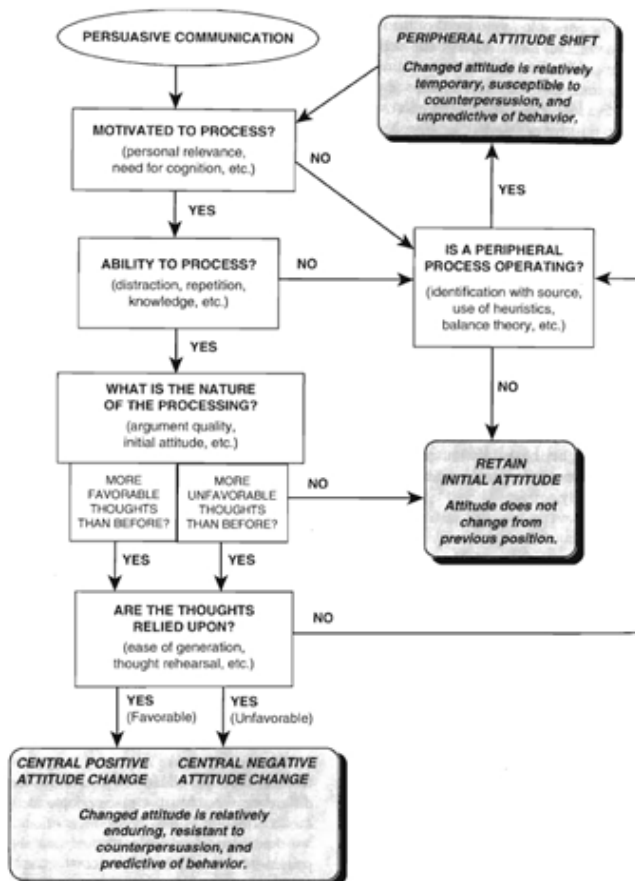 PERSUASIVE COMMUNICATION
PERIPHERAL ATTITUDE SHIFT
Changed attitude is relatively
temporary, susceptible to
counterpersusion, and
unpredictive of behavior.
MOTIVATED TO PROCESS?
(personal relevance,
need for cognition, etc.)
NO
YES
YES
ABILITY TO PROCESS?
(distraction, repetition,
knowledge, etc.)
NO
IS A PERIPHERAL
PROCESS OPERATING?
(identification with source,
use of heuristics,
balance theory, etc.)
YES
NO
WHAT IS THE NATURE
OF THE PROCESSING?
(argument quality,
initial attitude, etc.)
MORE
FAVORABLE
THOUGHTS
THAN BEFORE?
MORE
UNFAVORABLE
THOUGHTS
THAN BEFORE?
NO
RETAIN
INITIAL ATTITUDE
Attitude does not
change from
previous position.
YES
YES
ARE THE THOUGHTS
RELIED UPON?
(ease of generation,
thought rehearsal, etc.)
NO
YES
(Favorable)
YES
(Unfavorable)
CENTRAL POSITIVE
ATTITUDE CHANGE
CENTRAL NEGATIVE
ATTITUDE CHANGE
Changed attitude is relatively
enduring, resistant to
counterpersuasion, and
predictive of behavior.